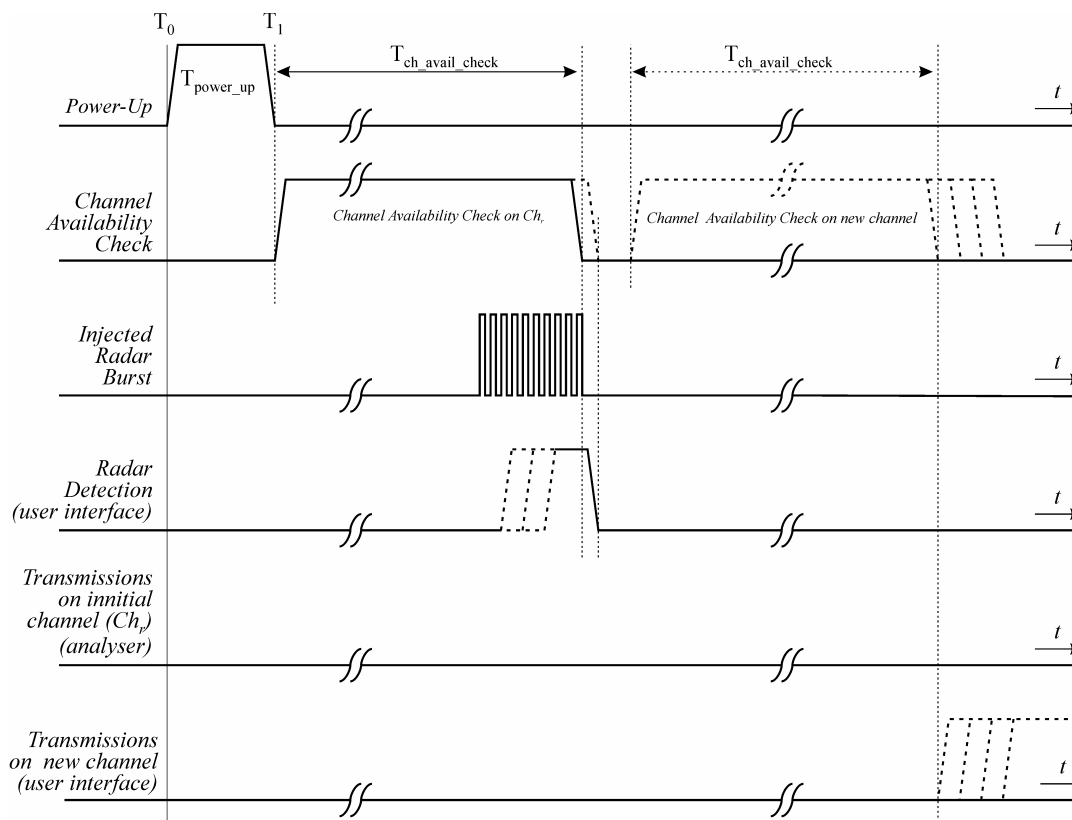 T0 T1
Tch_avail_check Tch_avail_check
Tpower_up
Power-Up
t
Channel
Availability
Check
Channel Availability Check on Chr
Channel Availability Check on new channel
t
Injected
Radar
Burst
t
Radar
Detection
(user interface)
t
Transmissions
on innitial
channel (Chr)
(analyser)
t
Transmissions
on new channel
(user interface)
t